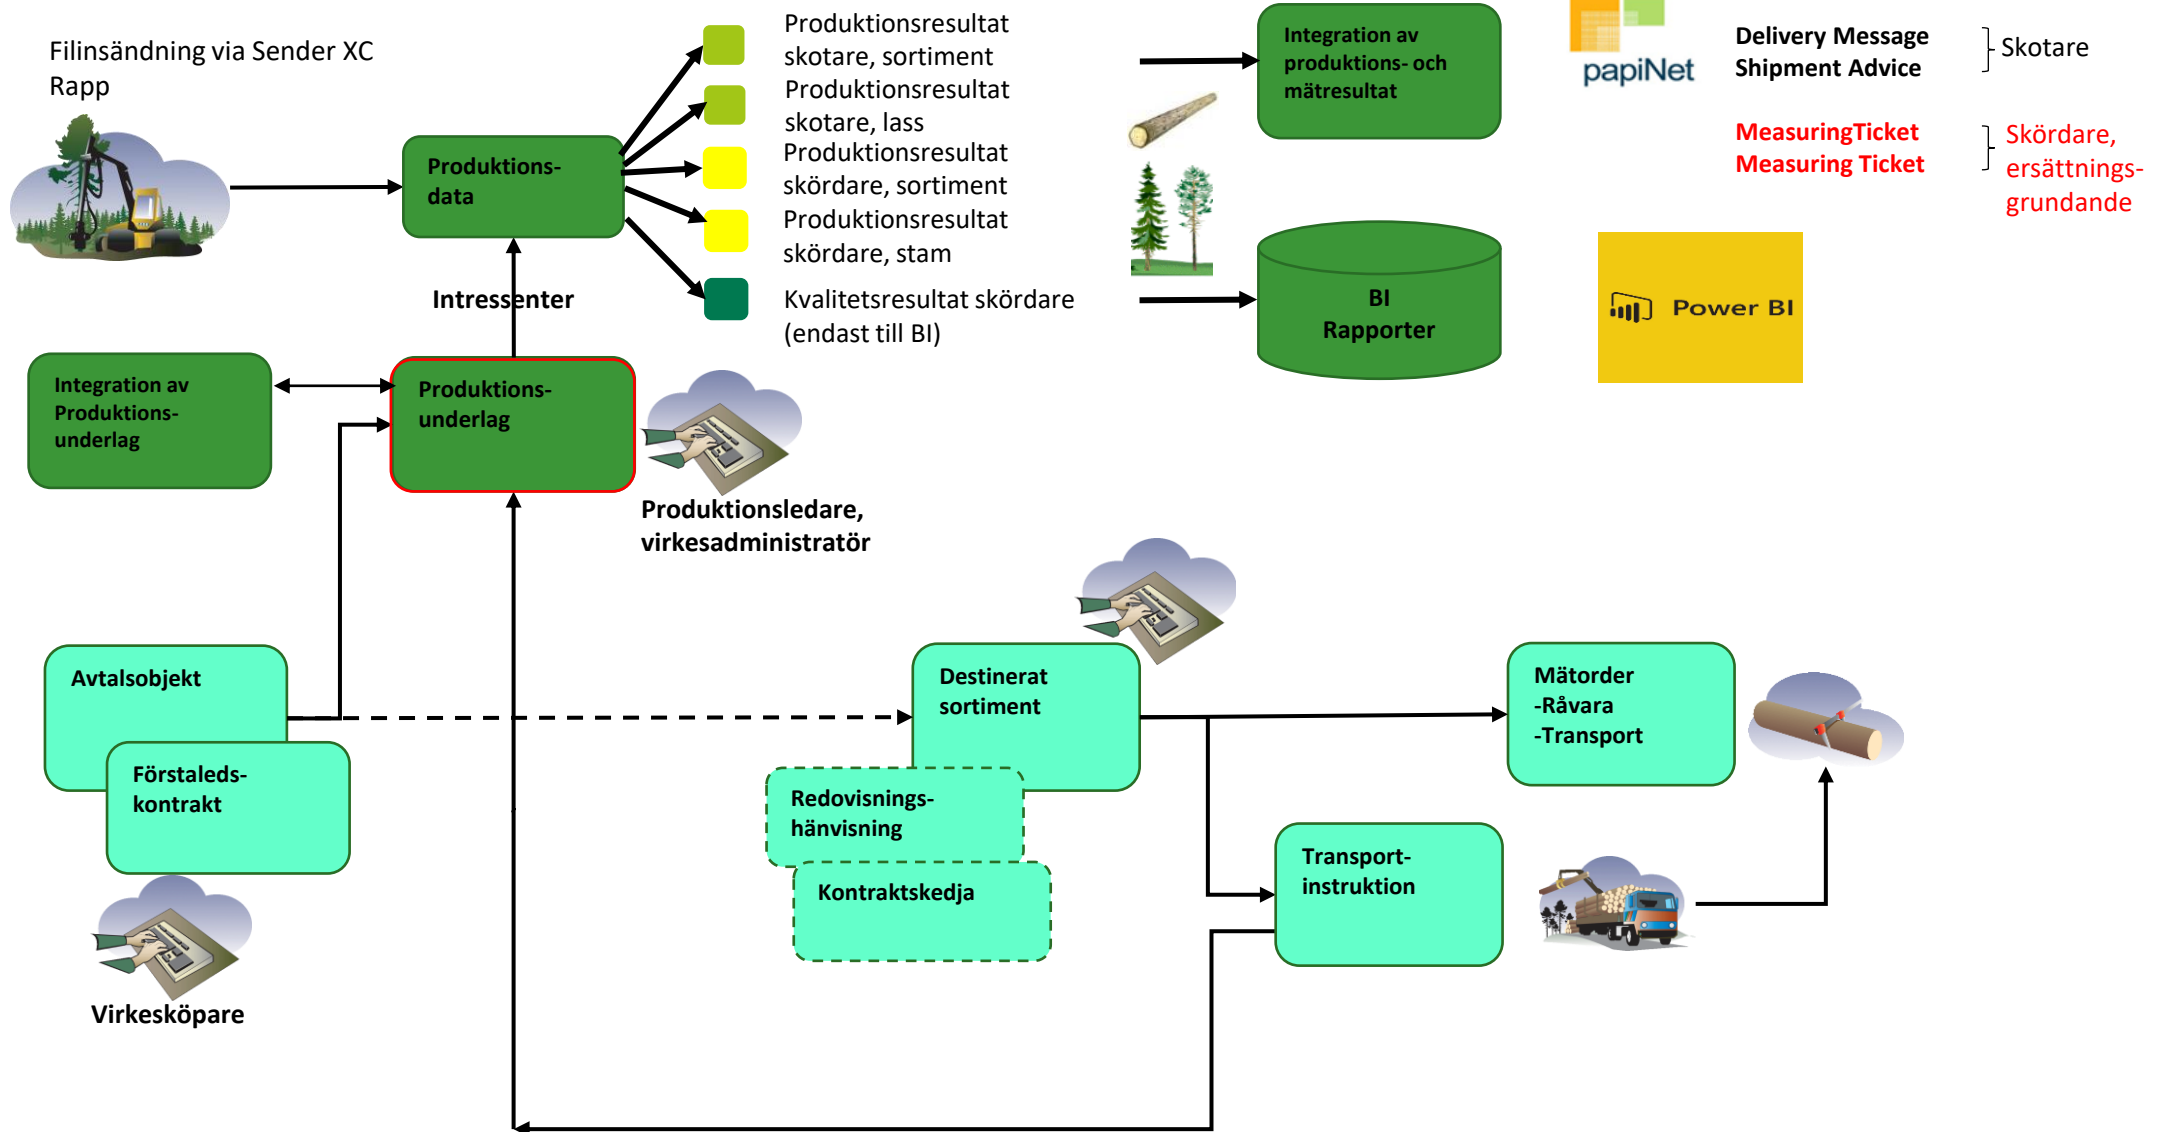 Filinsändning via Sender XC
Rapp
Produktions-
data
Produktionsresultat
skotare, sortiment
Produktionsresultat
skotare, lass
Produktionsresultat
skördare, sortiment
Produktionsresultat
skördare, stam
Kvalitetsresultat skördare
(endast till BI)
Integration av
produktions- och
mätresultat
papiNet
Delivery Message
Shipment Advice
Skotare
MeasuringTicket
Measuring Ticket
Skördare,
ersättnings-
grundande
BI
Rapporter
Power BI
Intressenter
Integration av
Produktions-
underlag
Produktions-
underlag
Produktionsledare,
virkesadministratör
Avtalsobjekt
Förstaleds-
kontrakt
Virkesköpare
Destinerat
sortiment
Redovisnings-
hänvisning
Kontraktskedja
Mätorder
-Råvara
-Transport
Transport-
instruktion